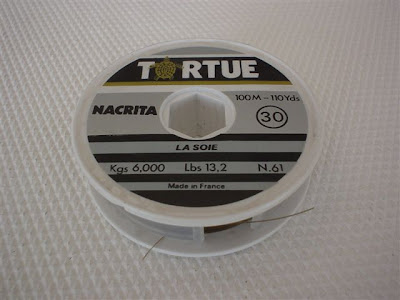 TORTUE
NACRITA
100M-110Yds
30
LA SOIE
Kgs 6,000 Lbs 13,2 N.61
Made in France